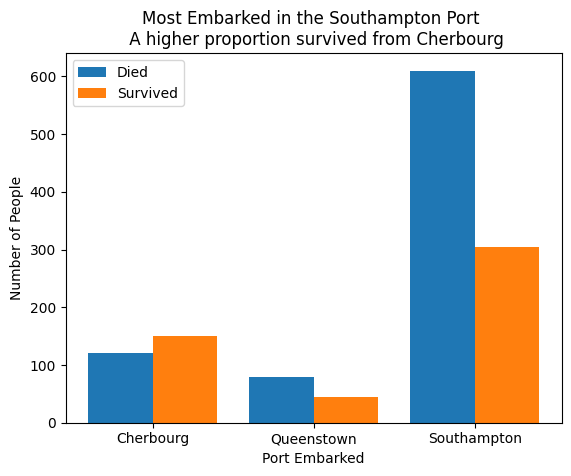 Most Embarked in the Southampton Port
A higher proportion survived from Cherbourg
Died
Survived
Number of People
600
500
400
300
200
100
0
Cherbourg
Queenstown
Southampton
Port Embarked